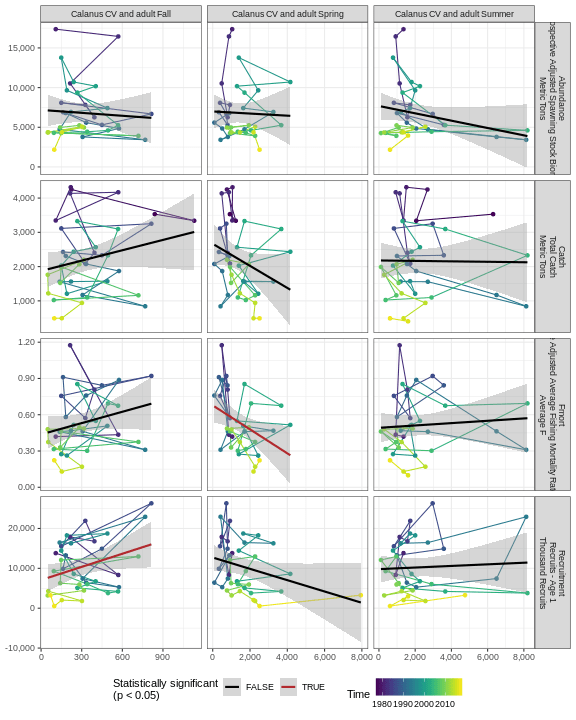 Calanus CV and adult Fall
Calanus CV and adult Spring
Calanus CV and adult Summer
15,000
10,000
5,000
0
Abundance
Adjusted Spawning Stock
Metric Tons
4,000
3,000
2,000
1,000
Catch
Total Catch
Metric Tons
1.20
0.90
0.60
0.30
0.00
Fmort
Adjusted Average Fishing Mortality
Average F
20,000
10,000
0
-10,000
Recruitment
Recruits - Age 1
Thousand Recruits
0 300 600 900
0 2,000 4,000 6,000 8,000
0 2,000 4,000 6,000 8,000
Statistically significant
(p < 0.05)
FALSE
TRUE
Time
1980 1990 2000 2010